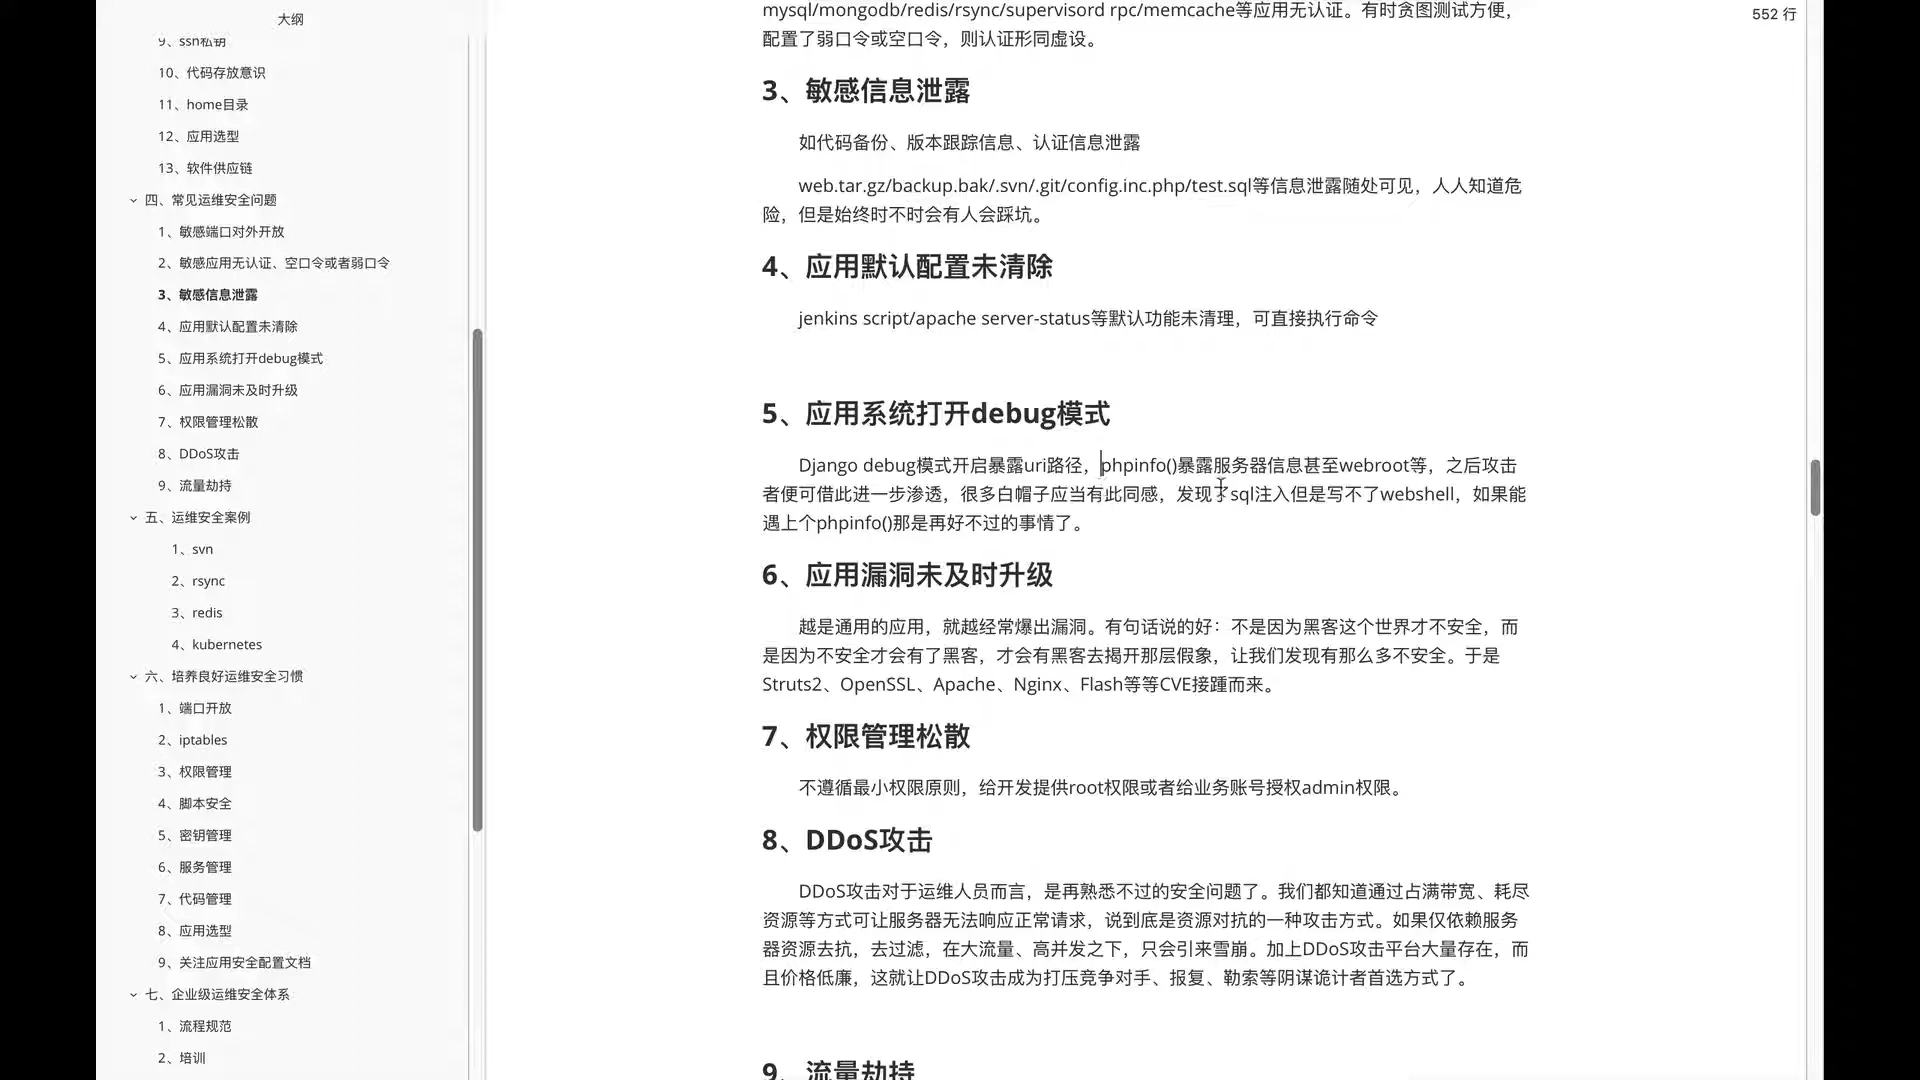 大纲
9、ssh私钥
10、代码存放意识
11、home目录
12、应用选型
13、软件供应链
四、常见运维安全问题
1、敏感端口对外开放
2、敏感应用无认证、空口令或者弱口令
3、敏感信息泄露
4、应用默认配置未清除
5、应用系统打开debug模式
6、应用漏洞未及时升级
7、权限管理松散
8、DDoS攻击
9、流量劫持
五、运维安全案例
1、svn
2、rsync
3、redis
4、kubernetes
六、培养良好运维安全习惯
1、端口开放
2、iptables
3、权限管理
4、脚本安全
5、密钥管理
6、服务管理
7、代码管理
8、应用选型
9、关注应用安全配置文档
七、企业级运维安全体系
1、流程规范
2、培训
552 行
mysql/mongodb/redis/rsync/supervisord rpc/memcache等应用无认证。有时贪图测试方便，
配置了弱口令或空口令，则认证形同虚设。
3、敏感信息泄露
如代码备份、版本跟踪信息、认证信息泄露
web.tar.gz/backup.bak/.svn/.git/config.inc.php/test.sql等信息泄露随处可见，人人知道危
险，但是始终时不时会有人会踩坑。
4、应用默认配置未清除
jenkins script/apache server-status等默认功能未清理，可直接执行命令
5、应用系统打开debug模式
Django debug模式开启暴露uri路径，phpinfo()暴露服务器信息甚至webroot等，之后攻击
者便可借此进一步渗透，很多白帽子应当有此同感，发现了sql注入但是写不了webshell，如果能
遇上个phpinfo()那是再好不过的事情了。
6、应用漏洞未及时升级
越是通用的应用，就越经常爆出漏洞。有句话说的好：不是因为黑客这个世界才不安全，而
是因为不安全才会有了黑客，才会有黑客去揭开那层假象，让我们发现有那么多不安全。于是
Struts2、OpenSSL、Apache、Nginx、Flash等等CVE接踵而来。
7、权限管理松散
不遵循最小权限原则，给开发提供root权限或者给业务账号授权admin权限。
8、DDoS攻击
DDoS攻击对于运维人员而言，是再熟悉不过的安全问题了。我们都知道通过占满带宽、耗尽
资源等方式可让服务器无法响应正常请求，说到底是资源对抗的一种攻击方式。如果仅依赖服务
器资源去抗，去过滤，在大流量、高并发之下，只会引来雪崩。加上DDoS攻击平台大量存在，而
且价格低廉，这就让DDoS攻击成为打压竞争对手、报复、勒索等阴谋诡计者首选方式了。
9、流量劫持